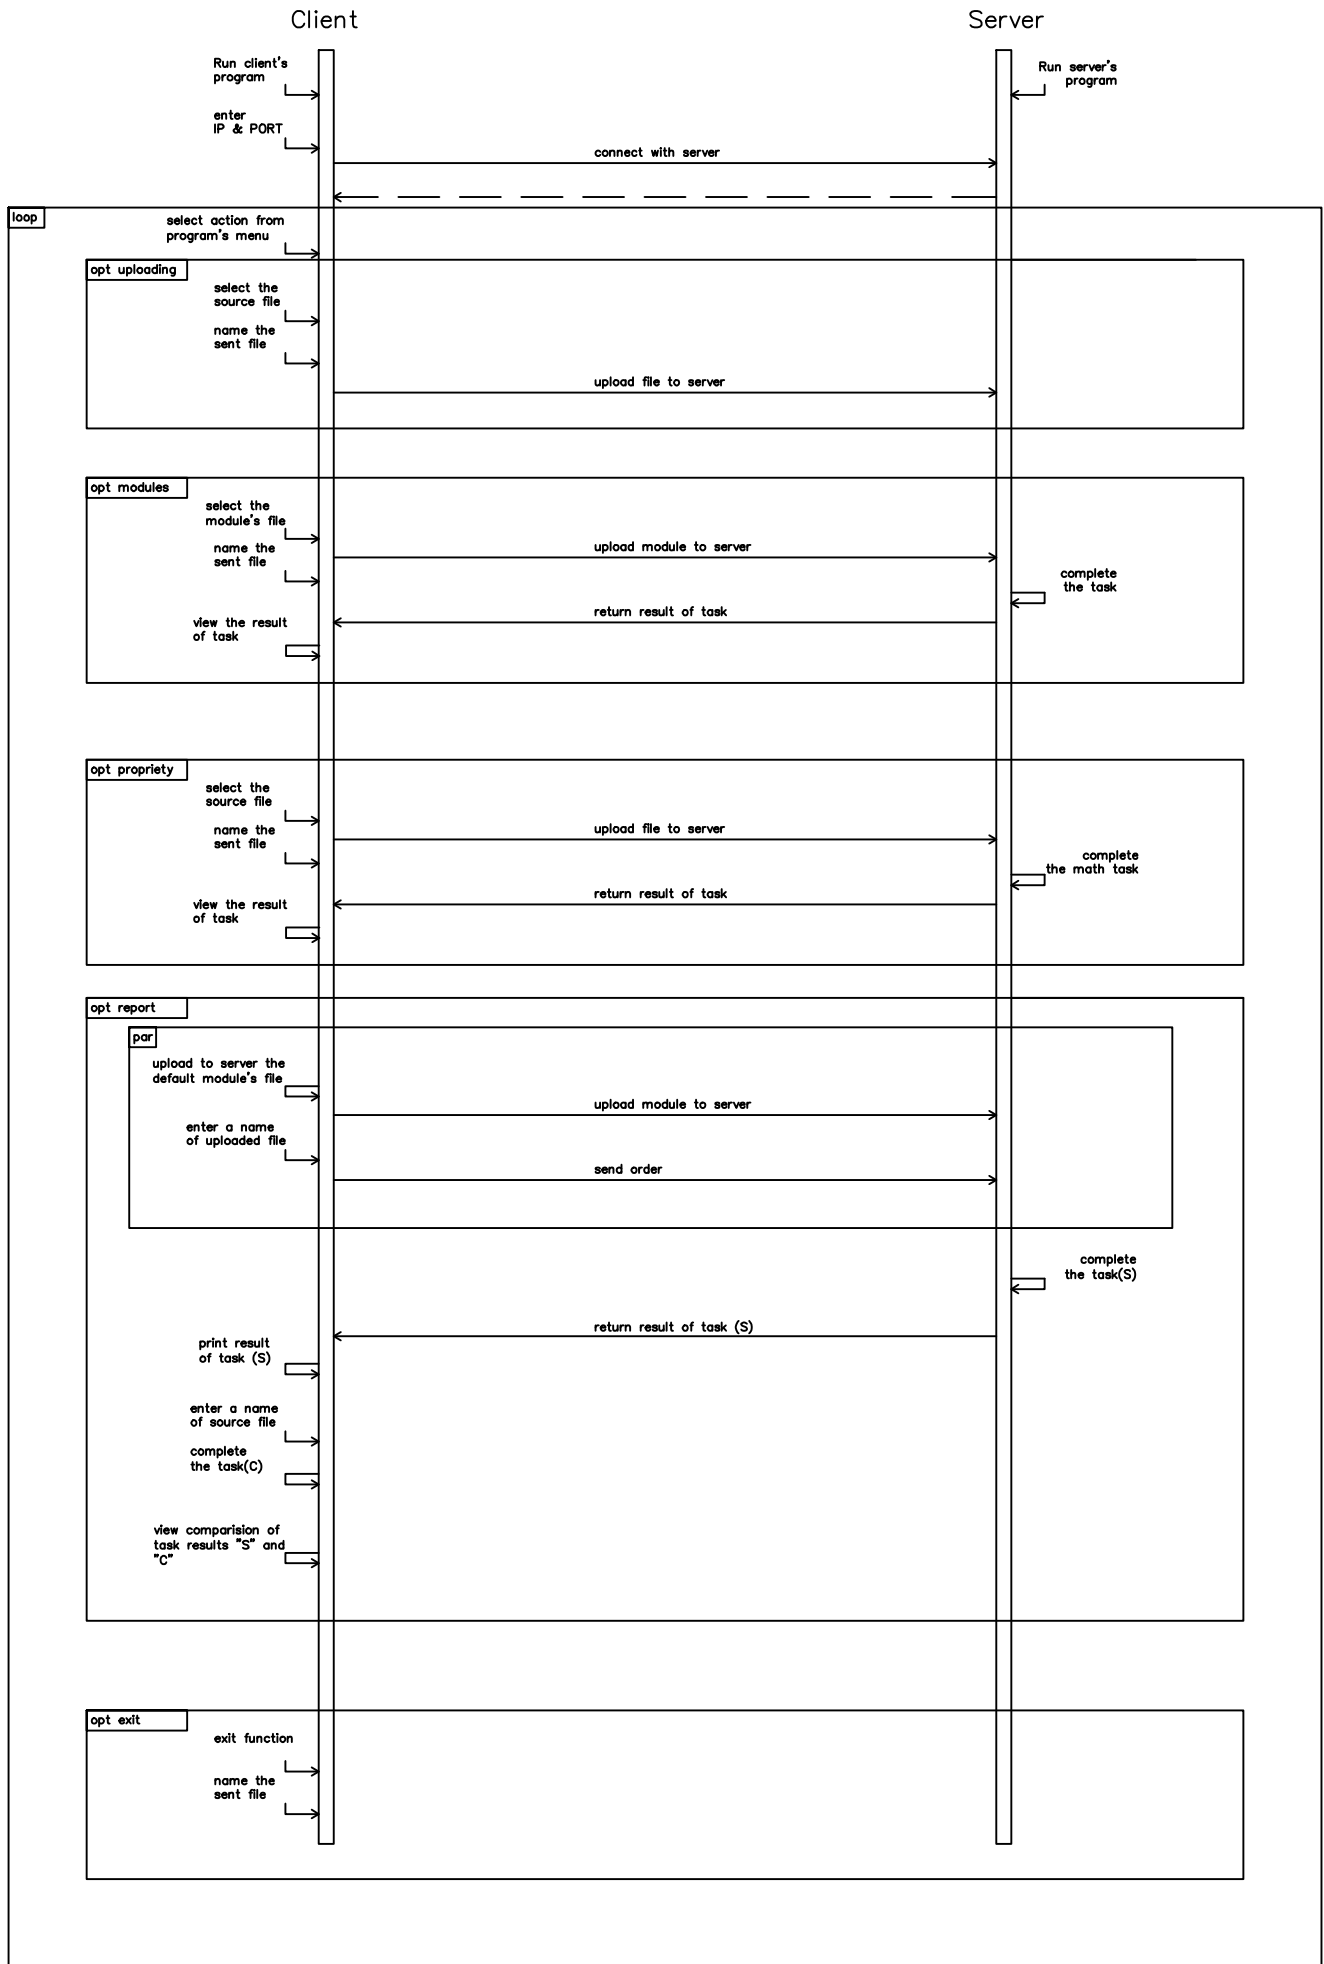 Client
Server
Run client's
program
Run server's
program
enter
IP & PORT
connect with server
loop
select action from
program's menu
opt uploading
select the
source file
name the
sent file
upload file to server
opt modules
select the
module's file
name the
sent file
upload module to server
complete
the task
return result of task
view the result
of task
opt propriety
select the
source file
name the
sent file
upload file to server
complete
the math task
return result of task
view the result
of task
opt report
par
upload to server the
default module's file
upload module to server
enter a name
of uploaded file
send order
complete
the task(S)
return result of task (S)
print result
of task (S)
enter a name
of source file
complete
the task(C)
view comparision of
task results "S" and
"C"
opt exit
exit function
name the
sent file